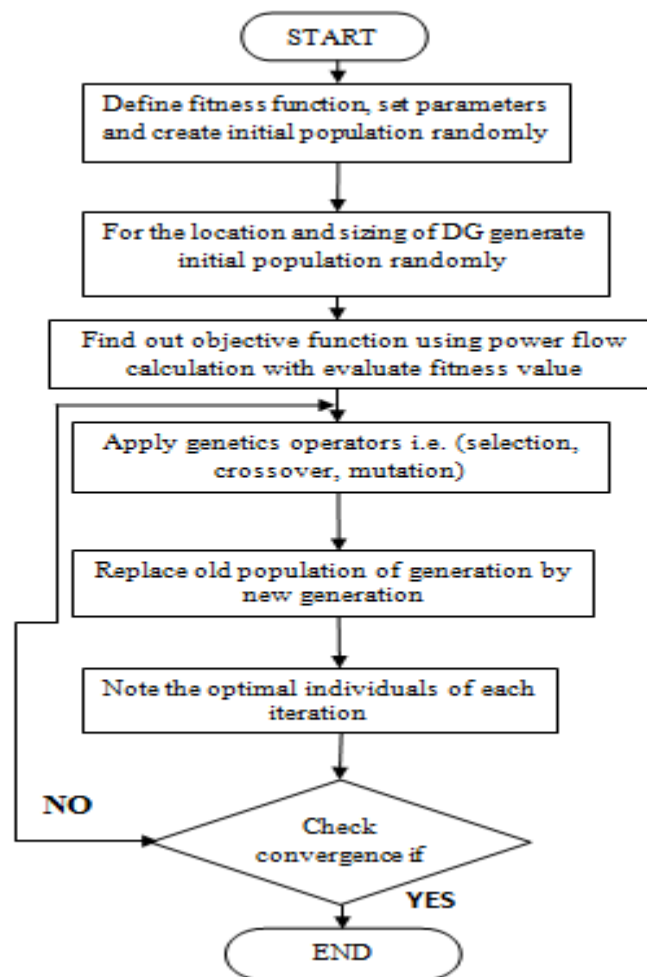 START
Define fitness function, set parameters
and create initial population randomly
For the location and sizing of DG generate
initial population randomly
Find out objective function using power flow
calculation with evaluate fitness value
Apply genetics operators i.e. (selection,
crossover, mutation)
Replace old population of generation by
new generation
Note the optimal individuals of each
iteration
NO
Check
convergence if
YES
END